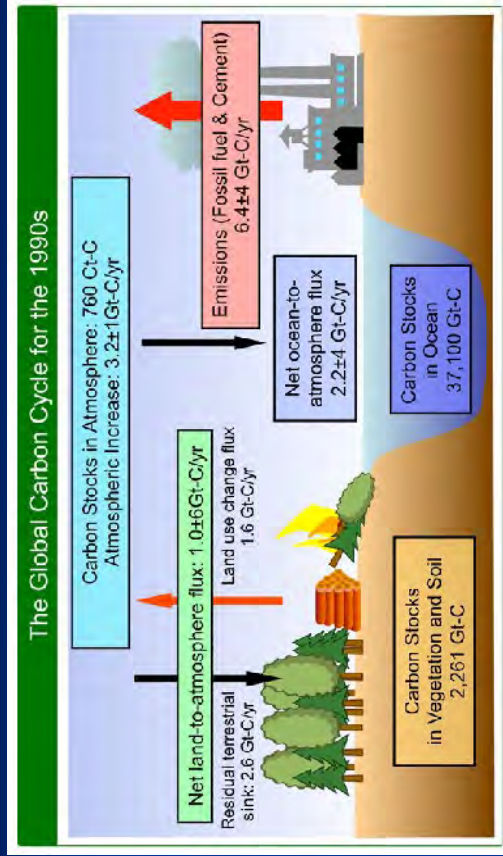 The Global Carbon Cycle for the 1990s
Carbon Stocks in Atmosphere: 760 Ct-C
Atmospheric Increase: 3.2±1Gt-C/yr
Net land-to-atmosphere flux: 1.0±6Gt-C/yr
Residual terrestrial
sink: 2.6 Gt-C/yr
Land use change flux
1.6 Gt-C/yr
Emissions (Fossil fuel & Cement)
6.4±4 Gt-C/yr
Net ocean-to-
atmosphere flux
2.2±4 Gt-C/yr
Carbon Stocks
in Vegetation and Soil
2,261 Gt-C
Carbon Stocks
in Ocean
37,100 Gt-C